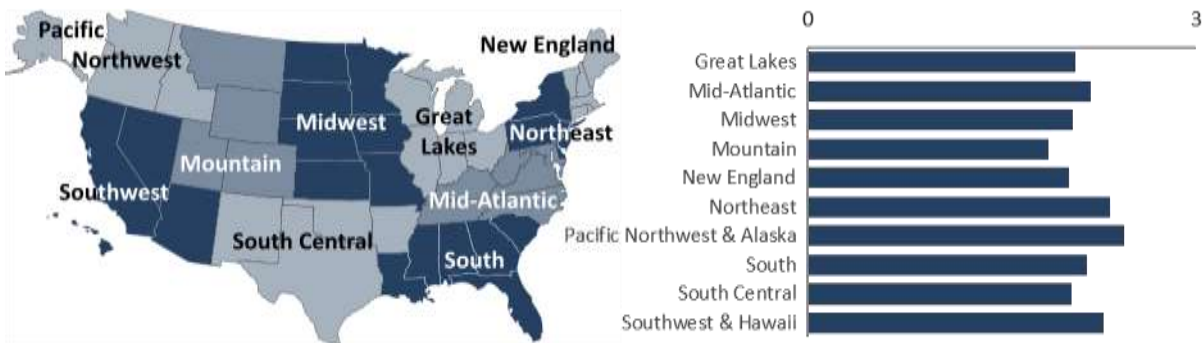 Pacific
Northwest
New England
Midwest
Great
Lakes
Northeast
Mountain
Southwest
Mid-Atlantic
South Central
South
0 3
Great Lakes
Mid-Atlantic
Midwest
Mountain
New England
Northeast
Pacific Northwest & Alaska
South
South Central
Southwest & Hawaii